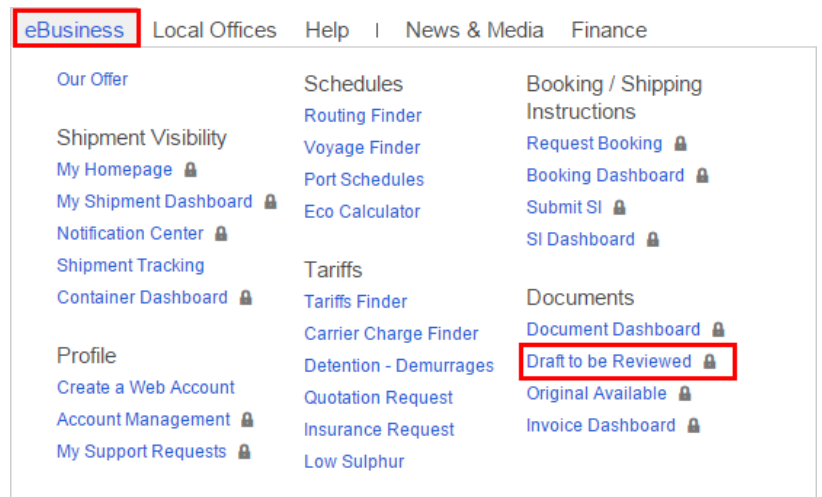 eBusiness Local Offices Help | News & Media Finance
Our Offer
Shipment Visibility
My Homepage
My Shipment Dashboard
Notification Center
Shipment Tracking
Container Dashboard
Profile
Create a Web Account
Account Management
My Support Requests
Schedules
Routing Finder
Voyage Finder
Port Schedules
Eco Calculator
Tariffs
Tariffs Finder
Carrier Charge Finder
Detention - Demurrages
Quotation Request
Insurance Request
Low Sulphur
Booking / Shipping
Instructions
Request Booking
Booking Dashboard
Submit SI
SI Dashboard
Documents
Document Dashboard
Draft to be Reviewed
Original Available
Invoice Dashboard